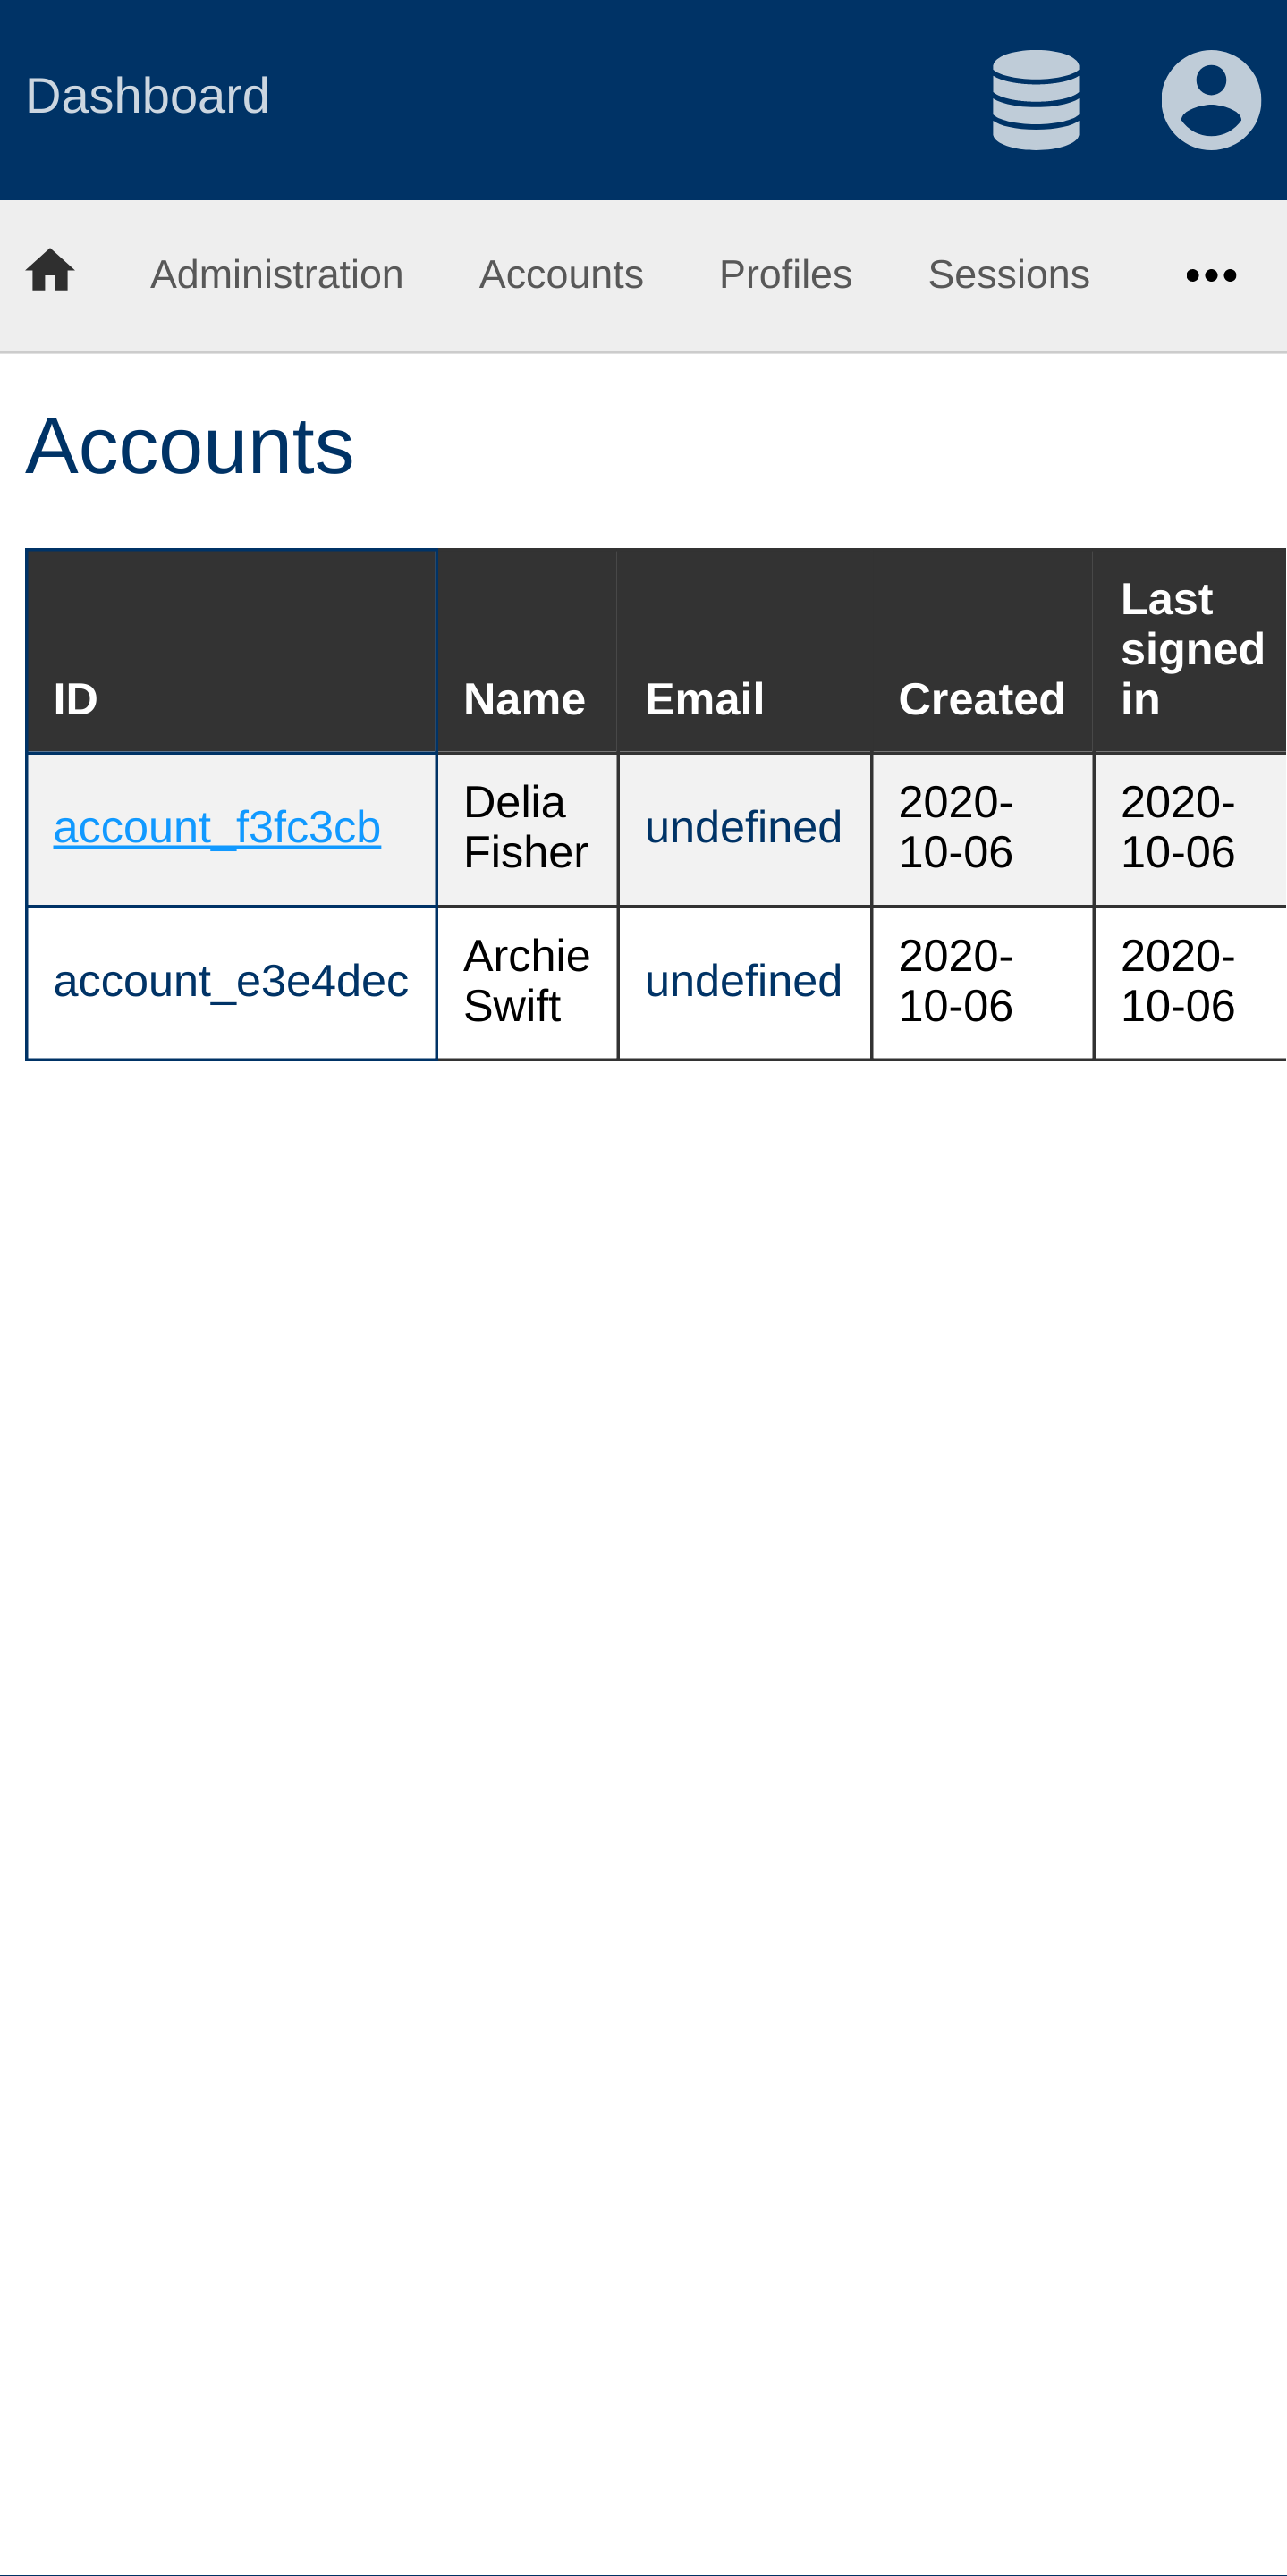 Dashboard
Administration Accounts Profiles Sessions
Accounts
ID Name Email Created Last signed in
account_f3fc3cb Delia Fisher undefined 2020-10-06 2020-10-06
account_e3e4dec Archie Swift undefined 2020-10-06 2020-10-06